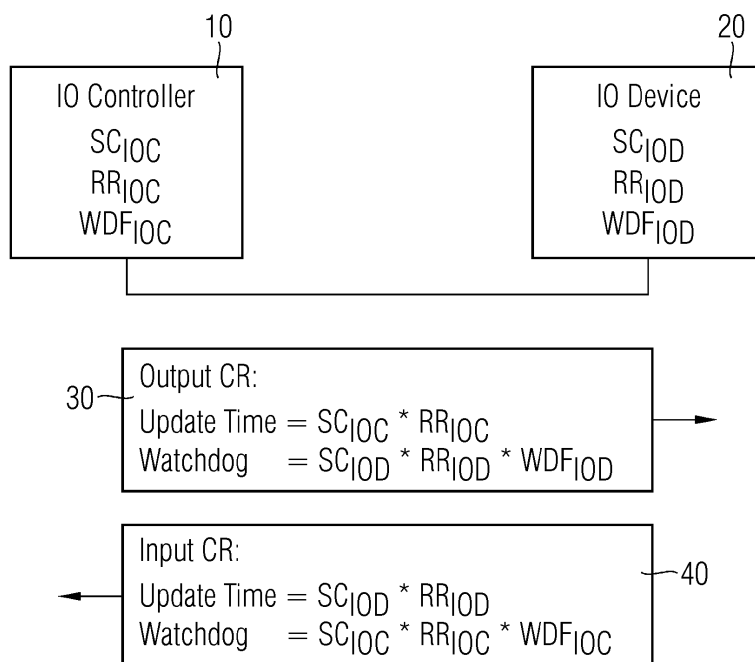 10
20
IO Controller
SC_IOC
RR_IOC
WDF_IOC
IO Device
SC_IOD
RR_IOD
WDF_IOD
30
Output CR:
Update Time = SC_IOC * RR_IOC
Watchdog = SC_IOD * RR_IOD * WDF_IOD
40
Input CR:
Update Time = SC_IOD * RR_IOD
Watchdog = SC_IOC * RR_IOC * WDF_IOC